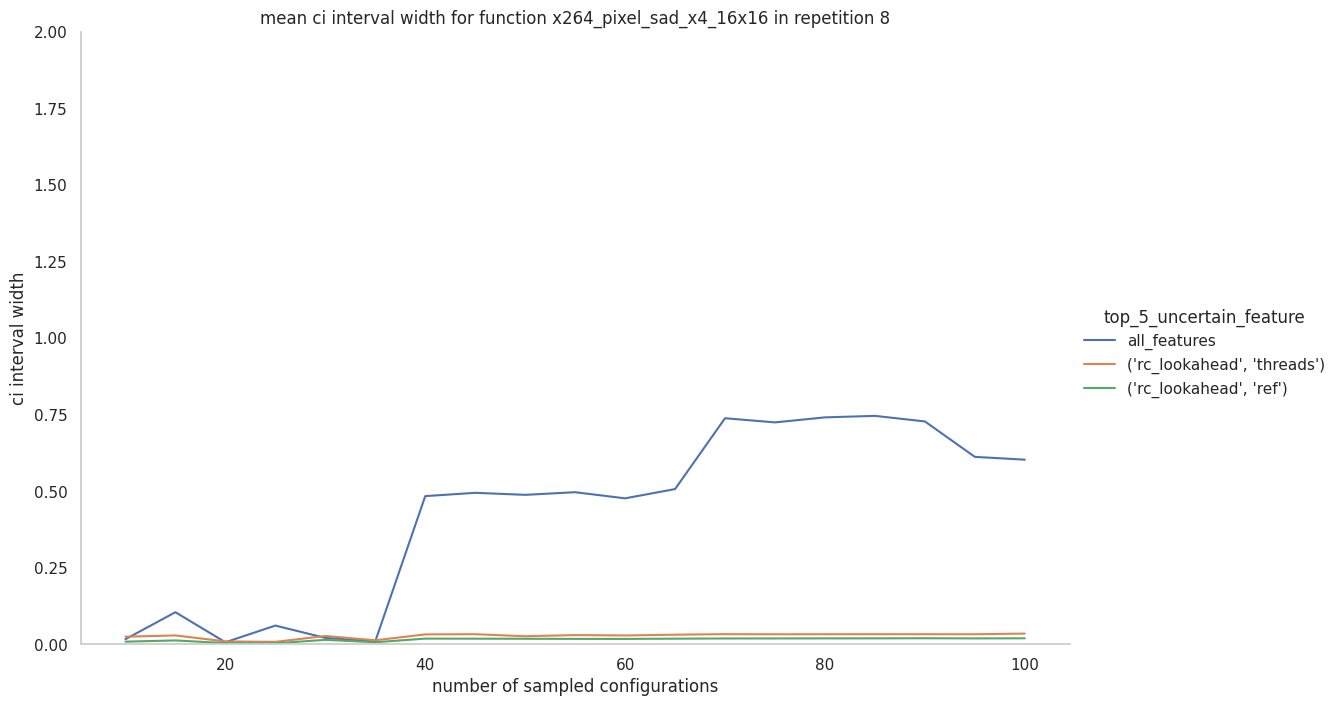 mean ci interval width for function x264_pixel_sad_x4_16x16 in repetition 8
2.00
1.75
1.50
1.25
1.00
0.75
0.50
0.25
0.00
ci interval width
20
40
60
80
100
number of sampled configurations
top_5_uncertain_feature
all_features
('rc_lookahead', 'threads')
('rc_lookahead', 'ref')